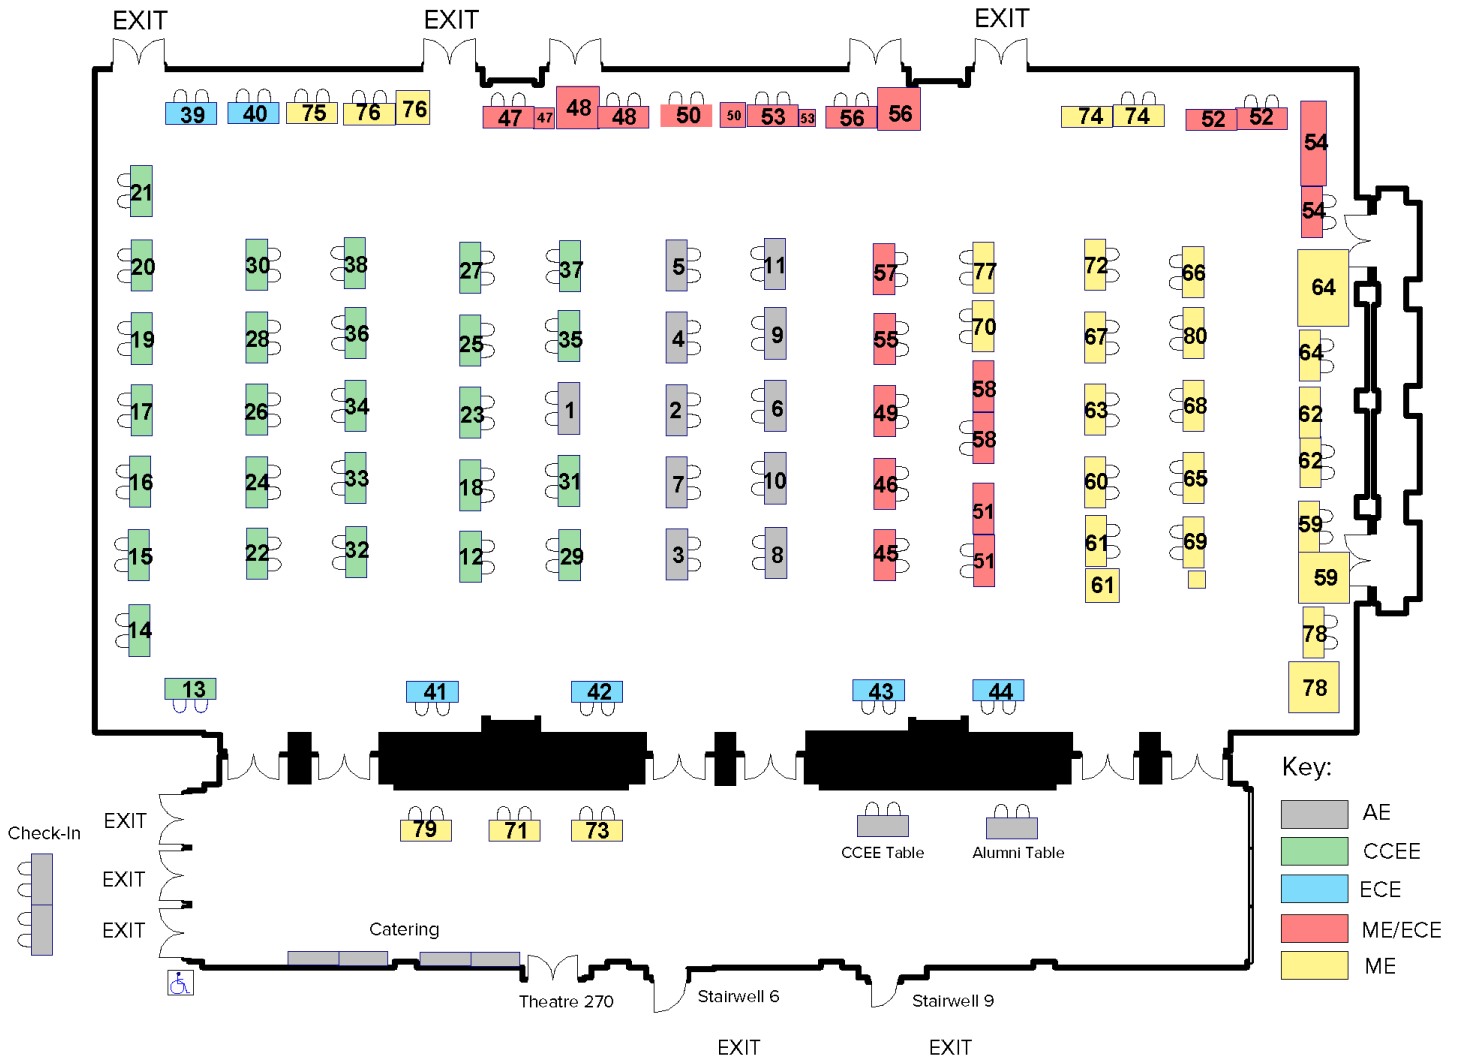 EXIT EXIT EXIT
39 40 75 76 76 47 47 48 48 50 50 53 53 56 56 74 74 52 52 54
21 54
20 30 38 27 37 5 11 57 77 72 66 64
19 28 36 25 35 4 9 55 70 67 80 64
17 26 34 23 1 2 6 49 58 58 63 68 62
16 24 33 18 31 7 10 46 51 60 65 62
15 22 32 12 29 3 8 45 51 61 69 59
61 59
14 78
13 41 42 43 44 78
Key:
AE
CCEE
ECE
ME/ECE
ME
79 71 73
CCEE Table Alumni Table
EXIT
Check-In
EXIT
EXIT
Catering
Theatre 270 Stairwell 6 Stairwell 9
EXIT EXIT